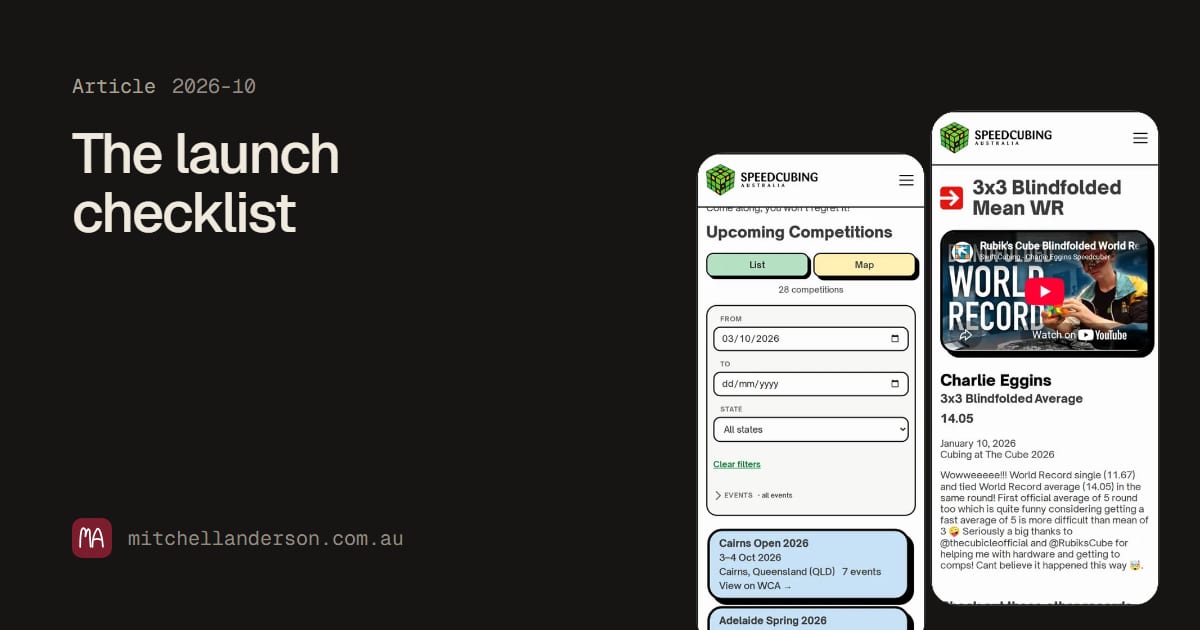 Article 2026-10
The launch
checklist
MA mitchellanderson.com.au
SPEEDCUBING
AUSTRALIA
Come along, you won't regret it!
Upcoming Competitions
List Map
28 competitions
FROM
03/10/2026
TO
dd/mm/yyyy
STATE
All states
Clear filters
EVENTS · all events
Cairns Open 2026
3–4 Oct 2026
Cairns, Queensland (QLD) 7 events
View on WCA →
Adelaide Spring 2026
SPEEDCUBING
AUSTRALIA
3x3 Blindfolded
Mean WR
Rubik's Cube Blindfolded World Re
Swift Cubing - Charlie Eggins Speedcuber
BLINDFOLDED
WORLD
RECORD
Watch on YouTube
Charlie Eggins
3x3 Blindfolded Average
14.05
January 10, 2026
Cubing at The Cube 2026
Wowweeeee!!! World Record single (11.67)
and tied World Record average (14.05) in the
same round! First official average of 5 round
too which is quite funny considering getting a
fast average of 5 is more difficult than mean of
3 🤪 Seriously a big thanks to
@thecubicleofficial and @RubiksCube for
helping me with hardware and getting to
comps! Cant believe it happened this way 🤯.